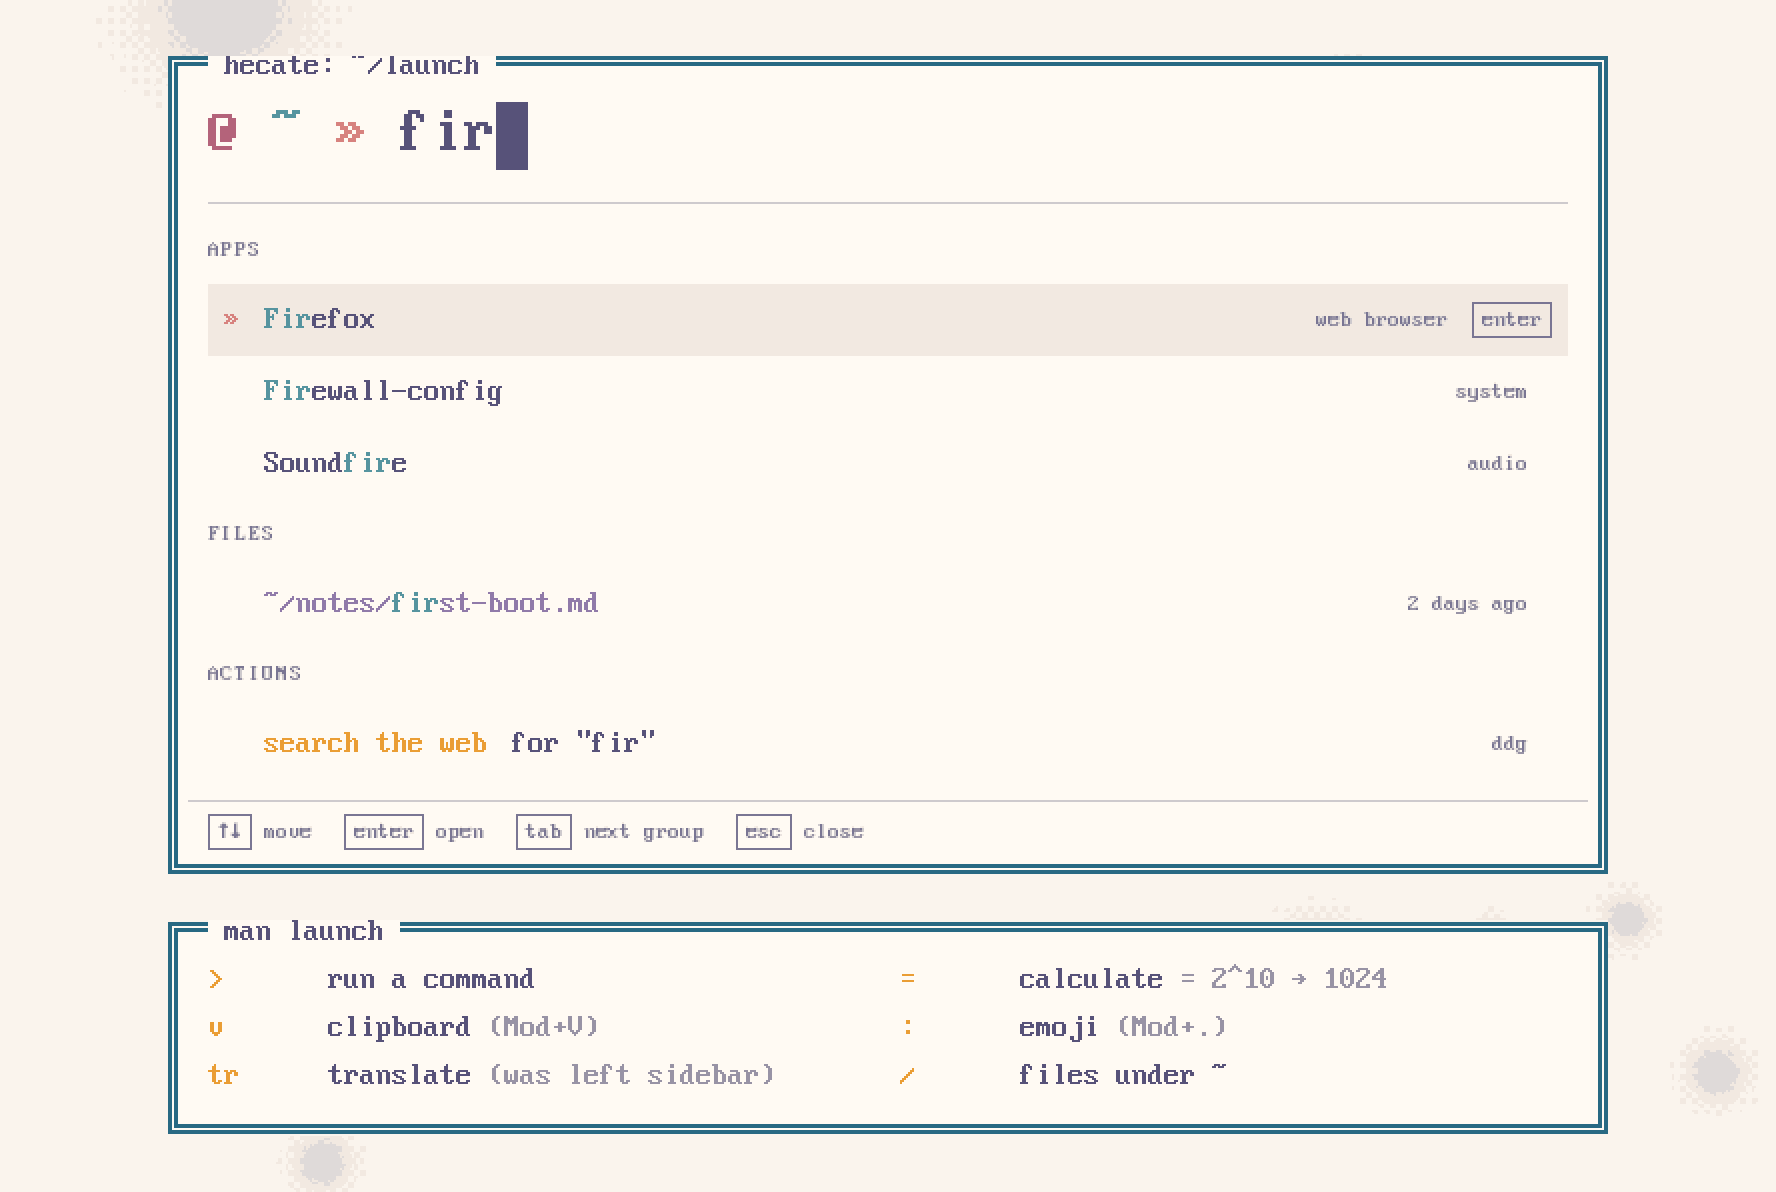 hecate: ~/launch
@ ~ » fir
APPS
» Firefox web browser enter
Firewall-config system
Soundfire audio
FILES
~/notes/first-boot.md 2 days ago
ACTIONS
search the web for "fir" ddg
↑↓ move enter open tab next group esc close
man launch
> run a command = calculate = 2^10 → 1024
v clipboard (Mod+V) : emoji (Mod+.)
tr translate (was left sidebar) / files under ~